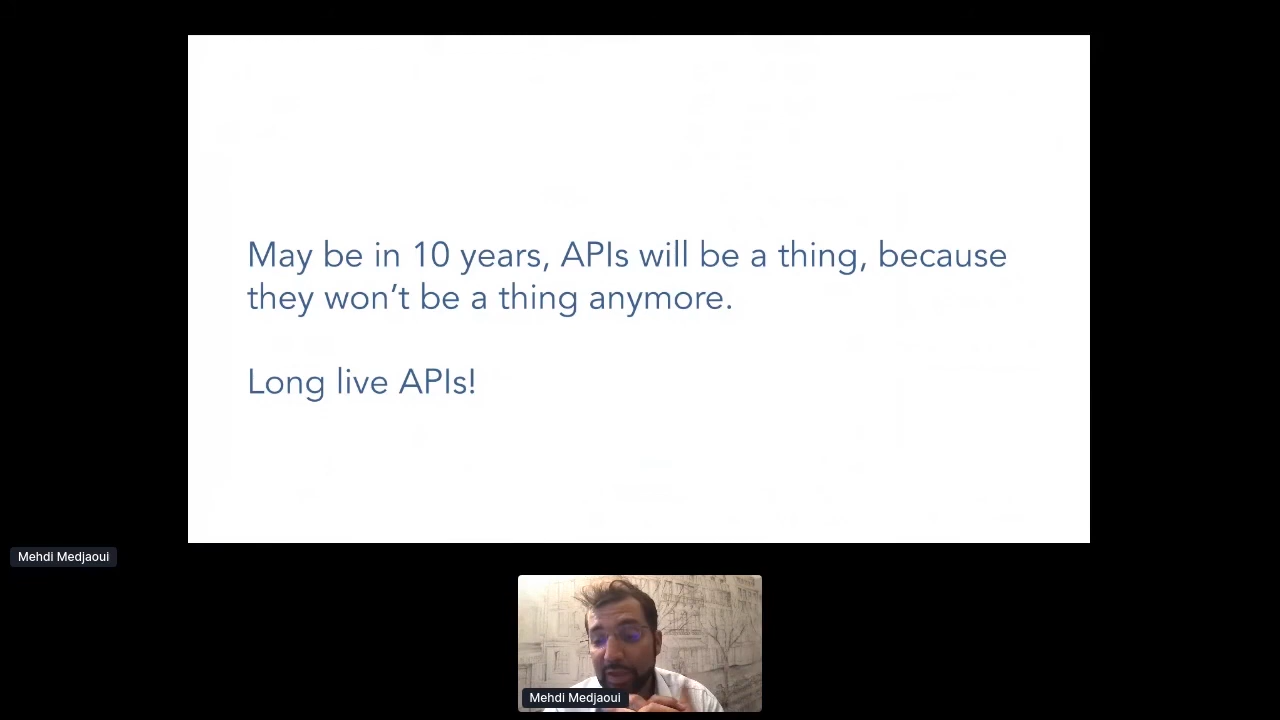 May be in 10 years, APIs will be a thing, because
they won’t be a thing anymore.
Long live APIs!
Mehdi Medjaoui
Mehdi Medjaoui